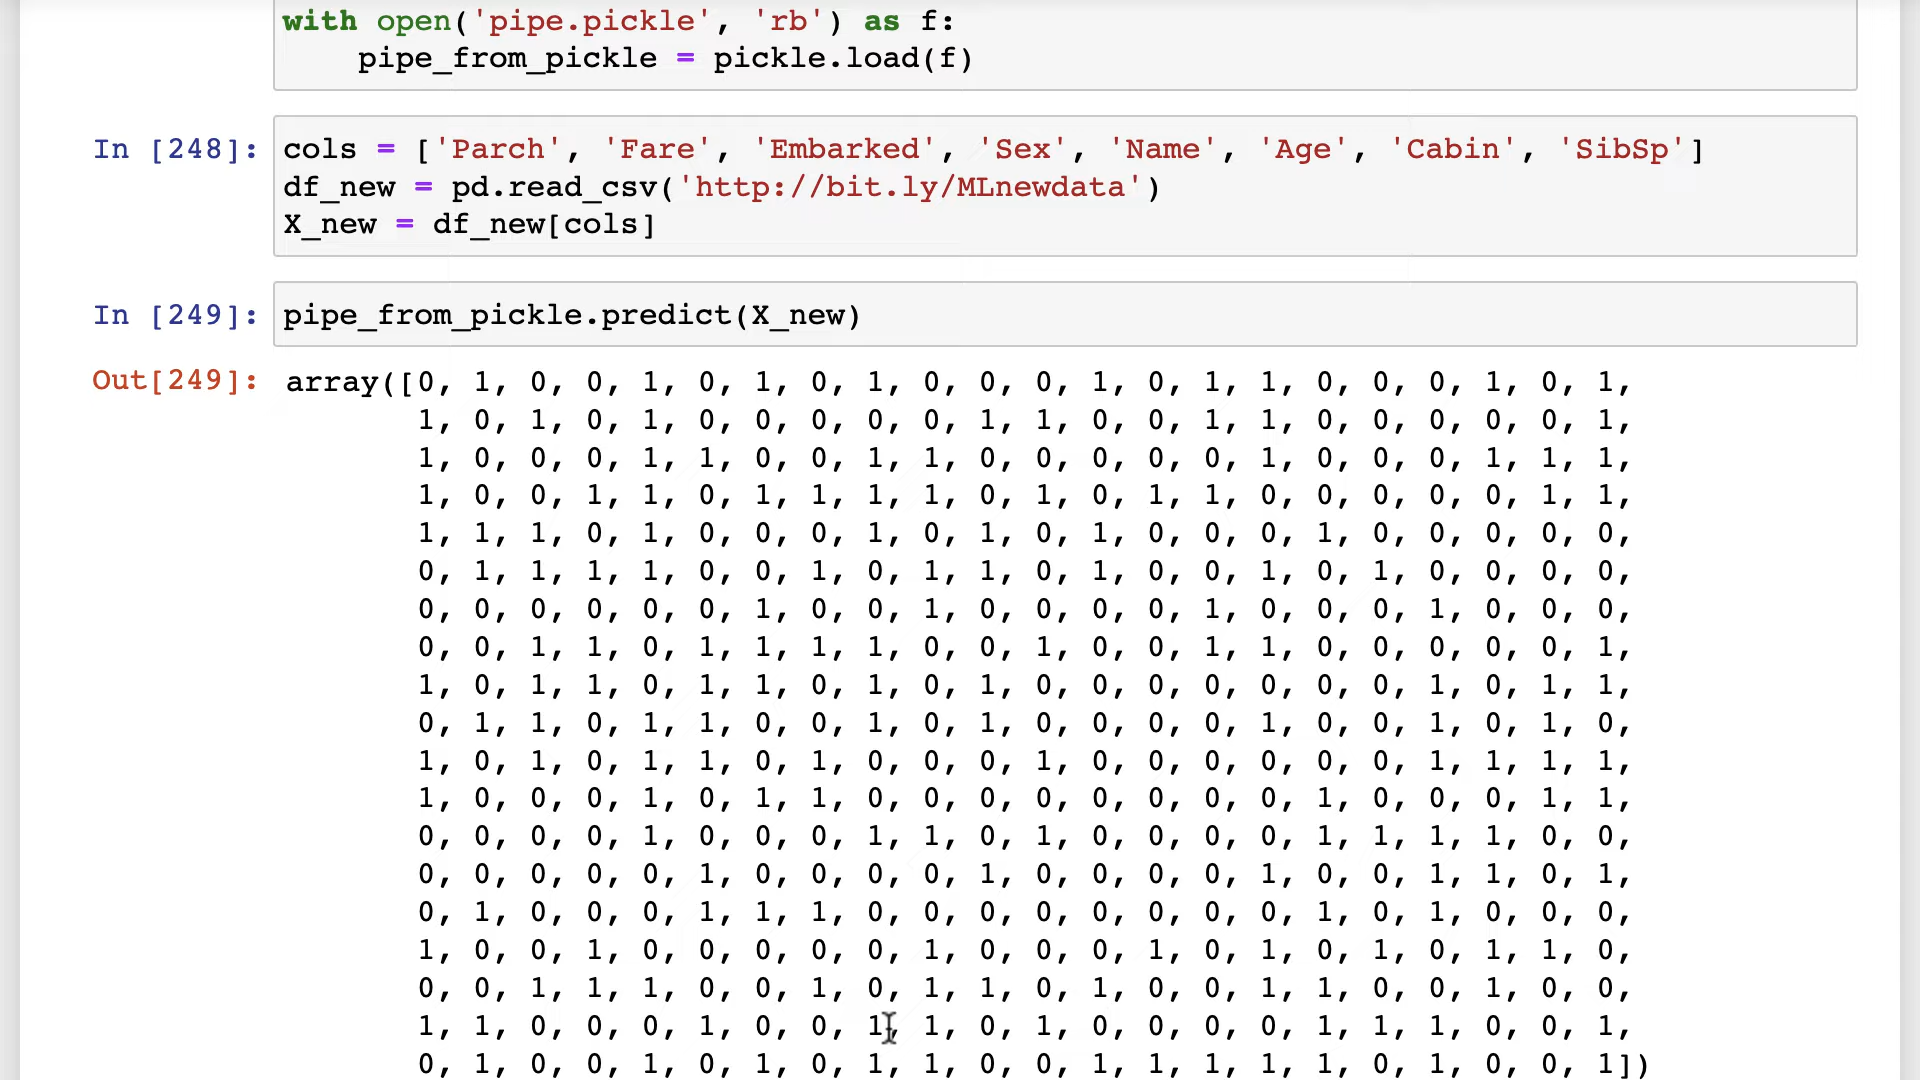 with open('pipe.pickle', 'rb') as f:
    pipe_from_pickle = pickle.load(f)
In [248]: cols = ['Parch', 'Fare', 'Embarked', 'Sex', 'Name', 'Age', 'Cabin', 'SibSp']
df_new = pd.read_csv('http://bit.ly/MLnewdata')
X_new = df_new[cols]
In [249]: pipe_from_pickle.predict(X_new)
Out[249]: array([0, 1, 0, 0, 1, 0, 1, 0, 1, 0, 0, 0, 1, 0, 1, 1, 0, 0, 0, 1, 0, 1,
1, 0, 1, 0, 1, 0, 0, 0, 0, 0, 1, 1, 0, 0, 1, 1, 0, 0, 0, 0, 0, 1,
1, 0, 0, 0, 1, 1, 0, 0, 1, 1, 0, 0, 0, 0, 0, 1, 0, 0, 0, 1, 1, 1,
1, 0, 0, 1, 1, 0, 1, 1, 1, 1, 0, 1, 0, 1, 1, 0, 0, 0, 0, 0, 1, 1,
1, 1, 1, 0, 1, 0, 0, 0, 1, 0, 1, 0, 1, 0, 0, 0, 1, 0, 0, 0, 0, 0,
0, 1, 1, 1, 1, 0, 0, 1, 0, 1, 1, 0, 1, 0, 0, 1, 0, 1, 0, 0, 0, 0,
0, 0, 0, 0, 0, 0, 1, 0, 0, 1, 0, 0, 0, 0, 1, 0, 0, 0, 1, 0, 0, 0,
0, 0, 1, 1, 0, 1, 1, 1, 1, 0, 0, 1, 0, 0, 1, 1, 0, 0, 0, 0, 0, 1,
1, 0, 1, 1, 0, 1, 1, 0, 1, 0, 1, 0, 0, 0, 0, 0, 0, 0, 1, 0, 1, 1,
0, 1, 1, 0, 1, 1, 0, 0, 1, 0, 1, 0, 0, 0, 0, 1, 0, 0, 1, 0, 1, 0,
1, 0, 1, 0, 1, 1, 0, 1, 0, 0, 0, 1, 0, 0, 0, 0, 0, 0, 1, 1, 1, 1,
1, 0, 0, 0, 1, 0, 1, 1, 0, 0, 0, 0, 0, 0, 0, 0, 1, 0, 0, 0, 1, 1,
0, 0, 0, 0, 1, 0, 0, 0, 1, 1, 0, 1, 0, 0, 0, 0, 1, 1, 1, 1, 0, 0,
0, 0, 0, 0, 0, 1, 0, 0, 0, 0, 1, 0, 0, 0, 0, 1, 0, 0, 1, 1, 0, 1,
0, 1, 0, 0, 0, 1, 1, 1, 0, 0, 0, 0, 0, 0, 0, 0, 1, 0, 1, 0, 0, 0,
1, 0, 0, 1, 0, 0, 0, 0, 0, 1, 0, 0, 0, 1, 0, 1, 0, 1, 0, 1, 1, 0,
0, 0, 1, 1, 1, 0, 0, 1, 0, 1, 1, 0, 1, 0, 0, 1, 1, 0, 0, 1, 0, 0,
1, 1, 0, 0, 0, 1, 0, 0, 1, 1, 0, 1, 0, 0, 0, 0, 1, 1, 1, 0, 0, 1,
0, 1, 0, 0, 1, 0, 1, 0, 1, 1, 0, 0, 1, 1, 1, 1, 1, 0, 1, 0, 0, 1])